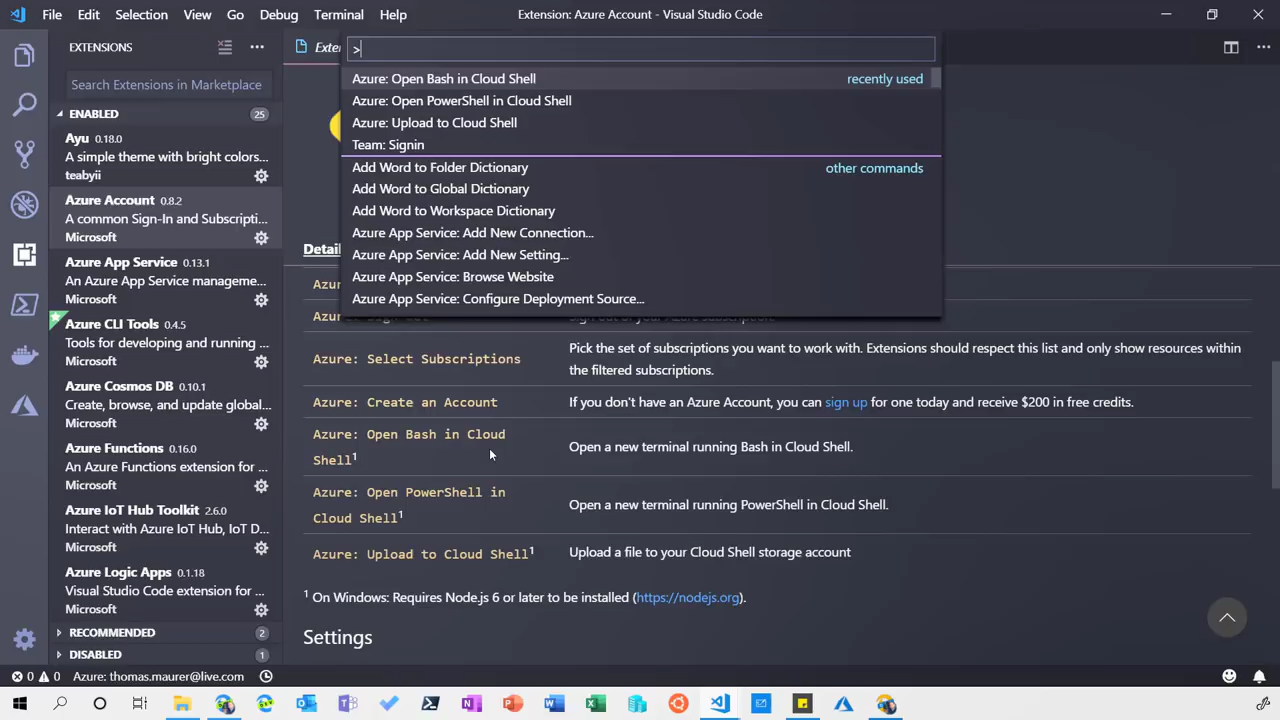 File Edit Selection View Go Debug Terminal Help
Extension: Azure Account - Visual Studio Code
EXTENSIONS
Search Extensions in Marketplace
ENABLED 25
Ayu 0.18.0
A simple theme with bright colors...
teabyii
Azure Account 0.8.2
A common Sign-In and Subscripti...
Microsoft
Azure App Service 0.13.1
An Azure App Service manageme...
Microsoft
Azure CLI Tools 0.4.5
Tools for developing and running ...
Microsoft
Azure Cosmos DB 0.10.1
Create, browse, and update global...
Microsoft
Azure Functions 0.16.0
An Azure Functions extension for ...
Microsoft
Azure IoT Hub Toolkit 2.6.0
Interact with Azure IoT Hub, IoT D...
Microsoft
Azure Logic Apps 0.1.18
Visual Studio Code extension for ...
Microsoft
RECOMMENDED 2
DISABLED 1
>
Azure: Open Bash in Cloud Shell recently used
Azure: Open PowerShell in Cloud Shell
Azure: Upload to Cloud Shell
Team: Signin
Add Word to Folder Dictionary other commands
Add Word to Global Dictionary
Add Word to Workspace Dictionary
Azure App Service: Add New Connection...
Azure App Service: Add New Setting...
Azure App Service: Browse Website
Azure App Service: Configure Deployment Source...
Azure: Select Subscriptions
Pick the set of subscriptions you want to work with. Extensions should respect this list and only show resources within
the filtered subscriptions.
Azure: Create an Account
If you don't have an Azure Account, you can sign up for one today and receive $200 in free credits.
Azure: Open Bash in Cloud
Shell¹
Open a new terminal running Bash in Cloud Shell.
Azure: Open PowerShell in
Cloud Shell¹
Open a new terminal running PowerShell in Cloud Shell.
Azure: Upload to Cloud Shell¹
Upload a file to your Cloud Shell storage account
¹ On Windows: Requires Node.js 6 or later to be installed (https://nodejs.org).
Settings
0 0 Azure: thomas.maurer@live.com